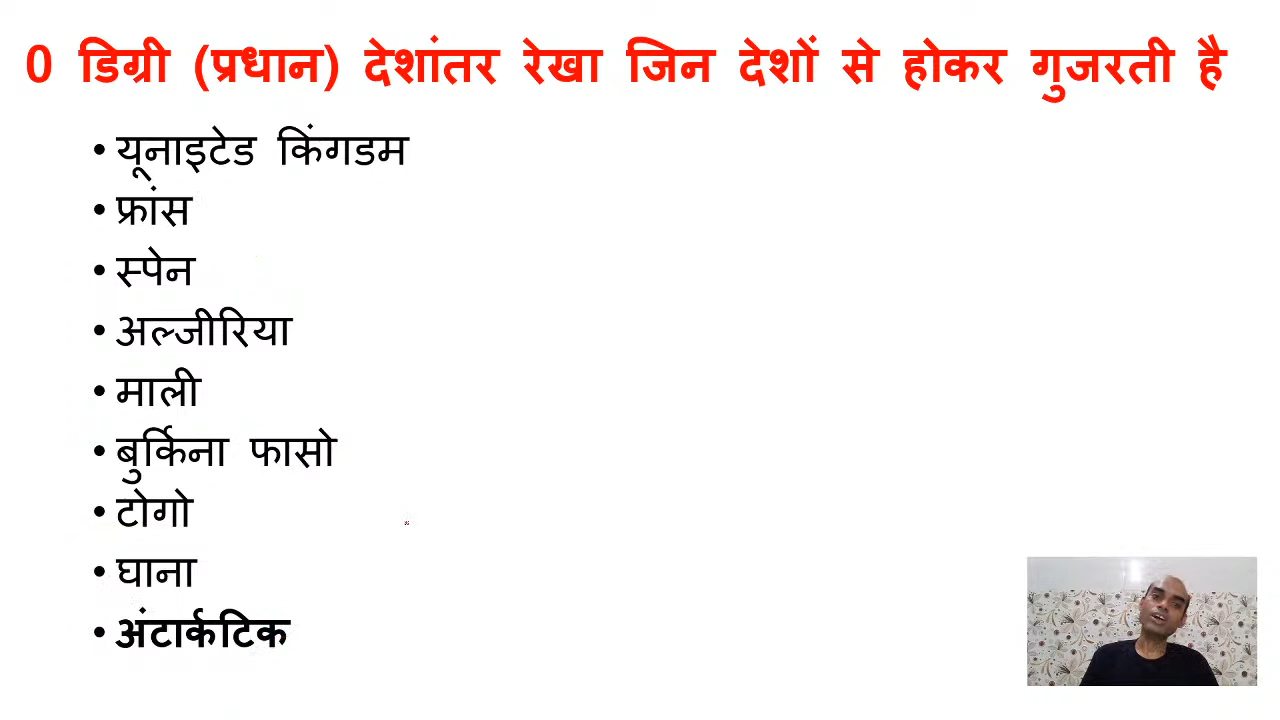 0 डिग्री (प्रधान) देशांतर रेखा जिन देशों से होकर गुजरती है
• यूनाइटेड किंगडम
• फ्रांस
• स्पेन
• अल्जीरिया
• माली
• बुर्किना फासो
• टोगो
• घाना
• अंटार्कटिक